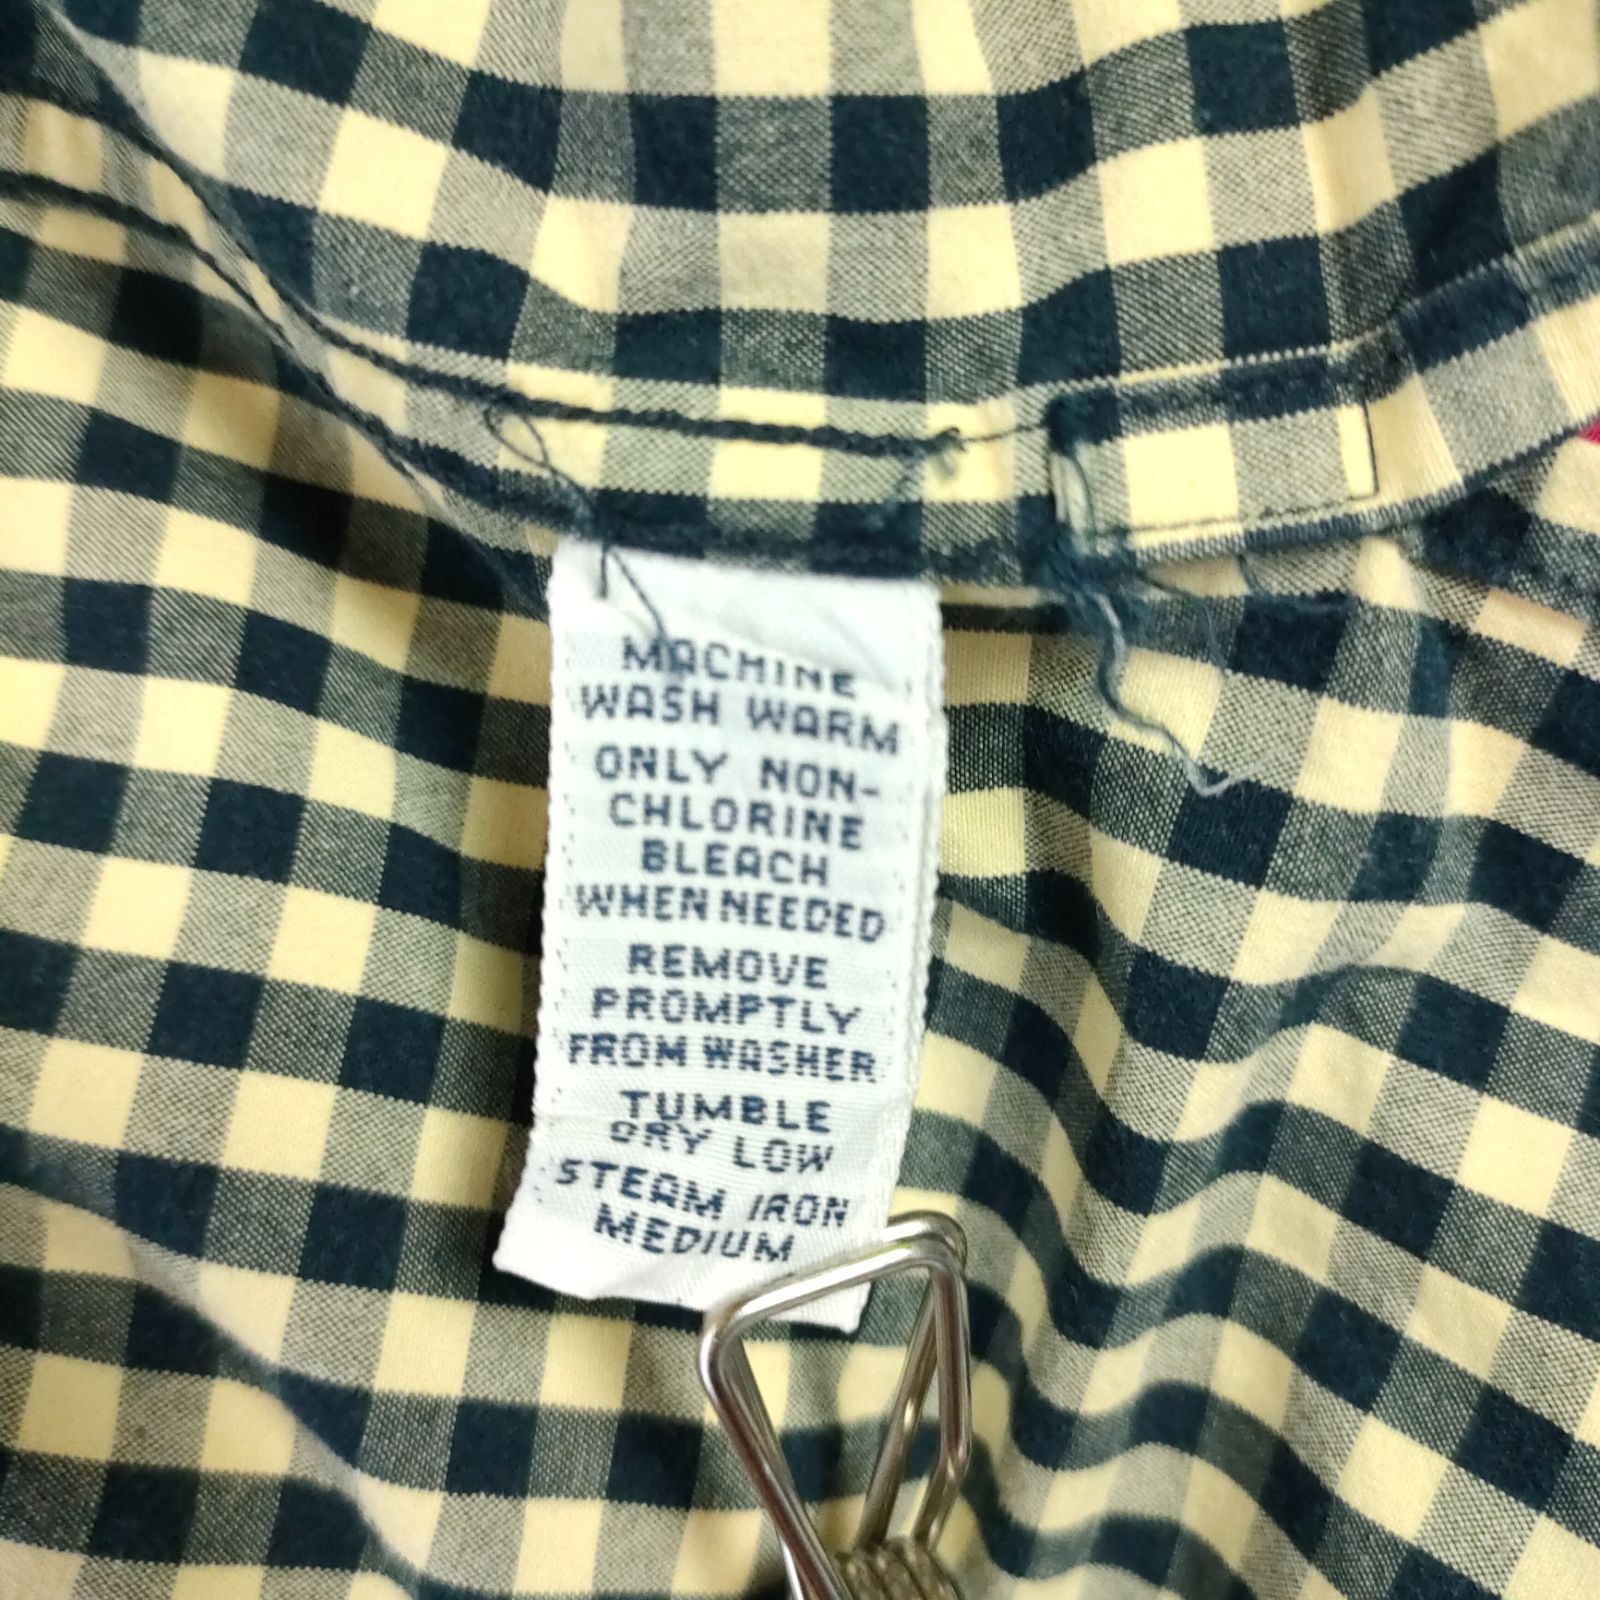 MACHINE
WASH WARM
ONLY NON-
CHLORINE
BLEACH
WHEN NEEDED
REMOVE
PROMPTLY
FROM WASHER
TUMBLE
DRY LOW
STEAM IRON
MEDIUM